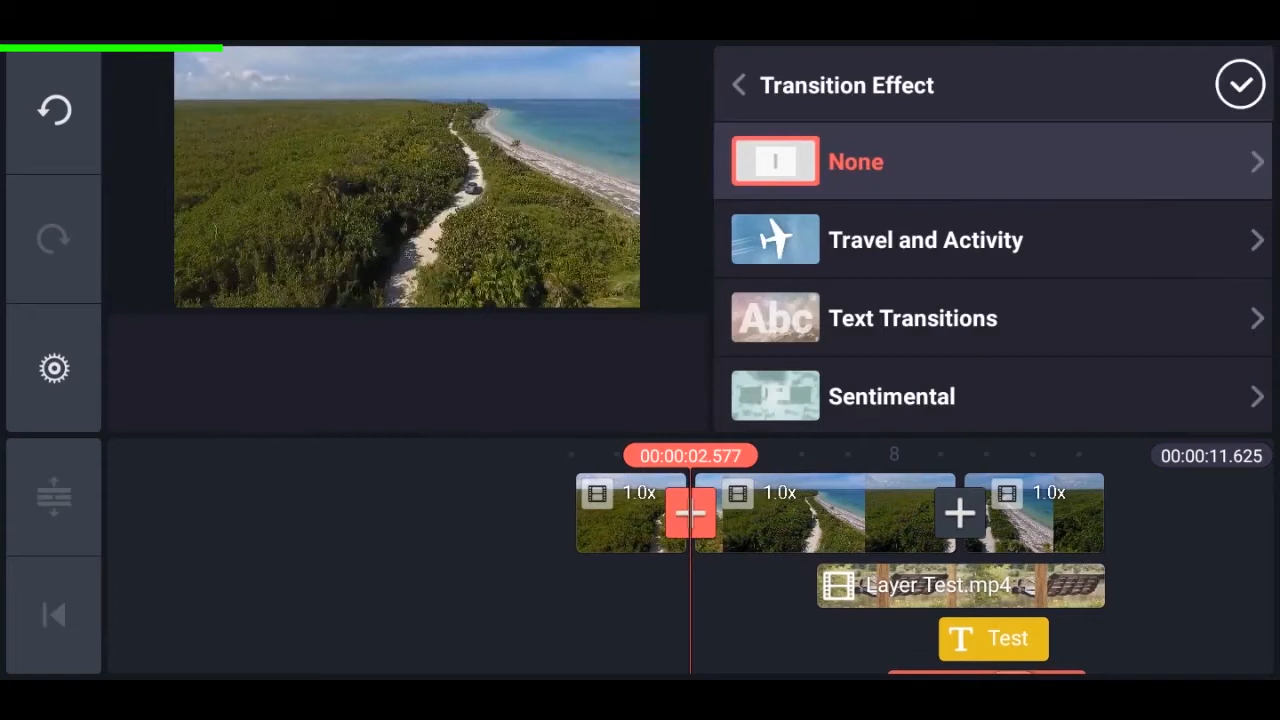 Transition Effect
None
Travel and Activity
Abc
Text Transitions
Sentimental
00:00:02.577
8
00:00:11.625
1.0x
1.0x
1.0x
Layer Test.mp4
T Test